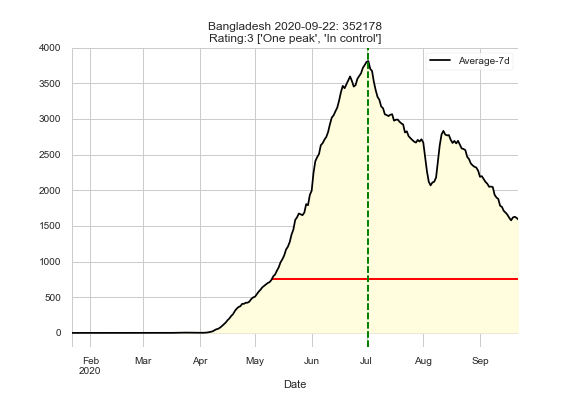 Bangladesh 2020-09-22: 352178
Rating:3 ['One peak', 'In control']
4000
3500
3000
2500
2000
1500
1000
500
0
Average-7d
Feb Mar Apr May Jun Jul Aug Sep
2020
Date